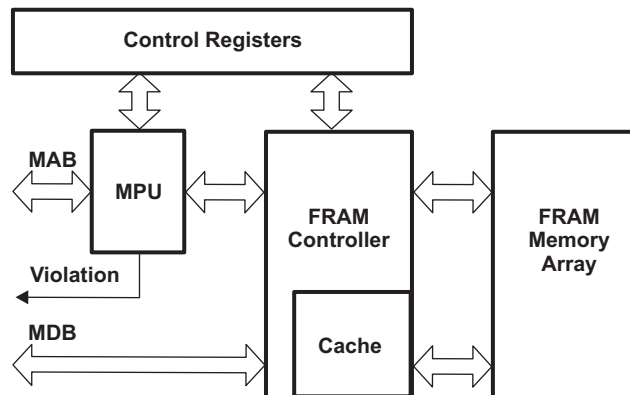 Control Registers
MAB
MPU
FRAM
Controller
FRAM
Memory
Array
Violation
MDB
Cache